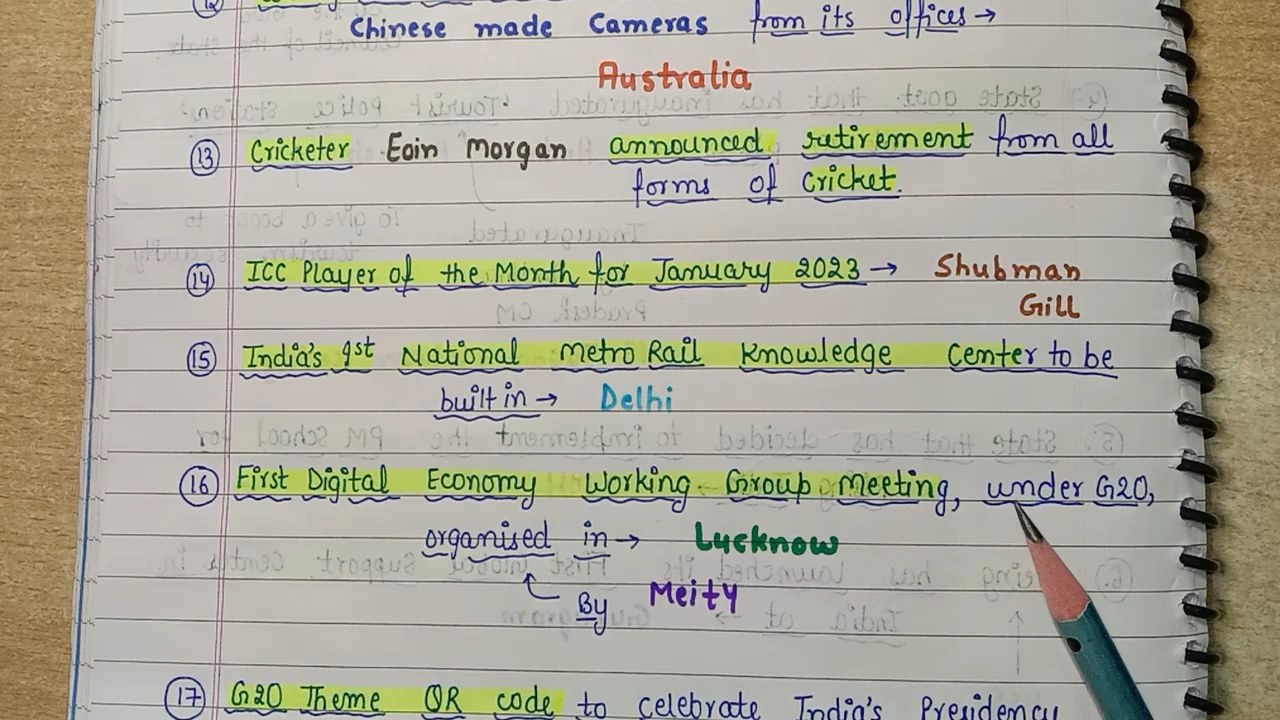 12
Chinese made Cameras from its offices →
Australia
13 Cricketer Eoin Morgan announced retirement from all
forms of Cricket.
14 ICC Player of the Month for January 2023 → Shubman
Gill
15 India's 1st National Metro Rail Knowledge Center to be
built in → Delhi
16 First Digital Economy Working Group Meeting, under G20,
organised in → Lucknow
By Meity
17 G20 Theme QR code to celebrate India's Presidency